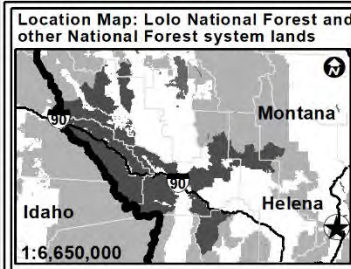 Location Map: Lolo National Forest and
other National Forest system lands
N
Montana
90
90
Helena
Idaho
1:6,650,000